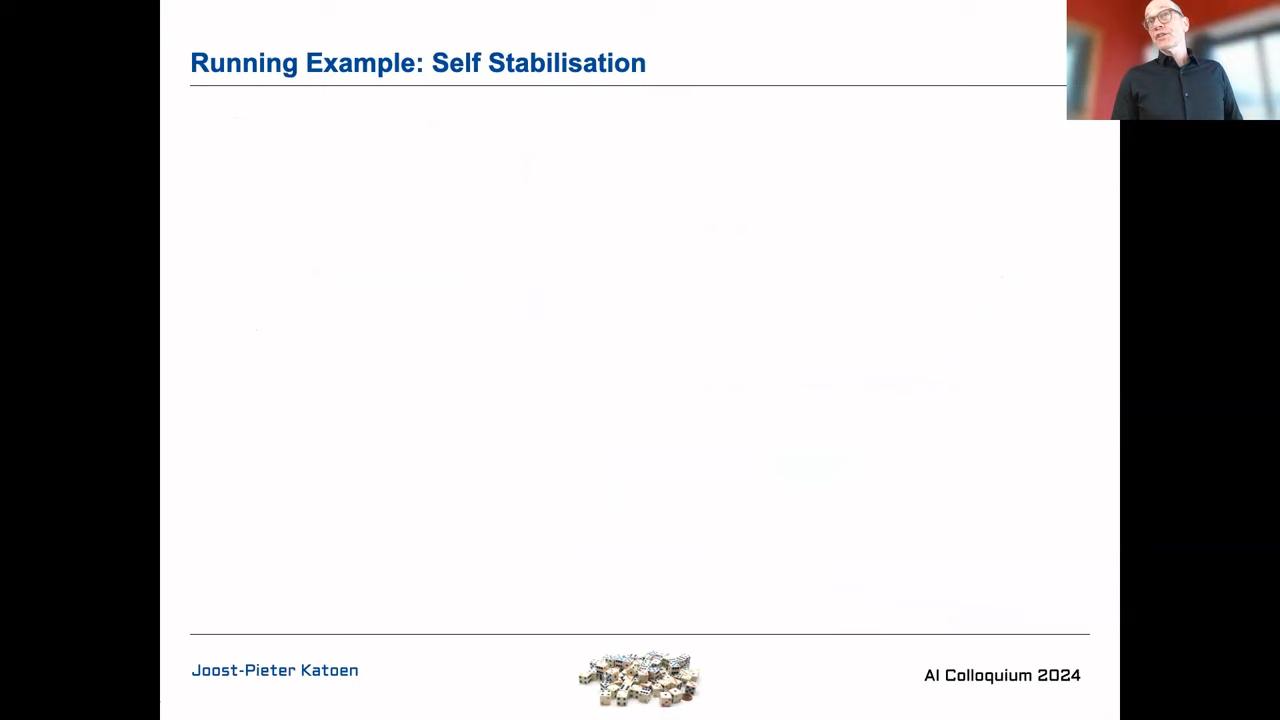 Running Example: Self Stabilisation
Joost-Pieter Katoen
AI Colloquium 2024